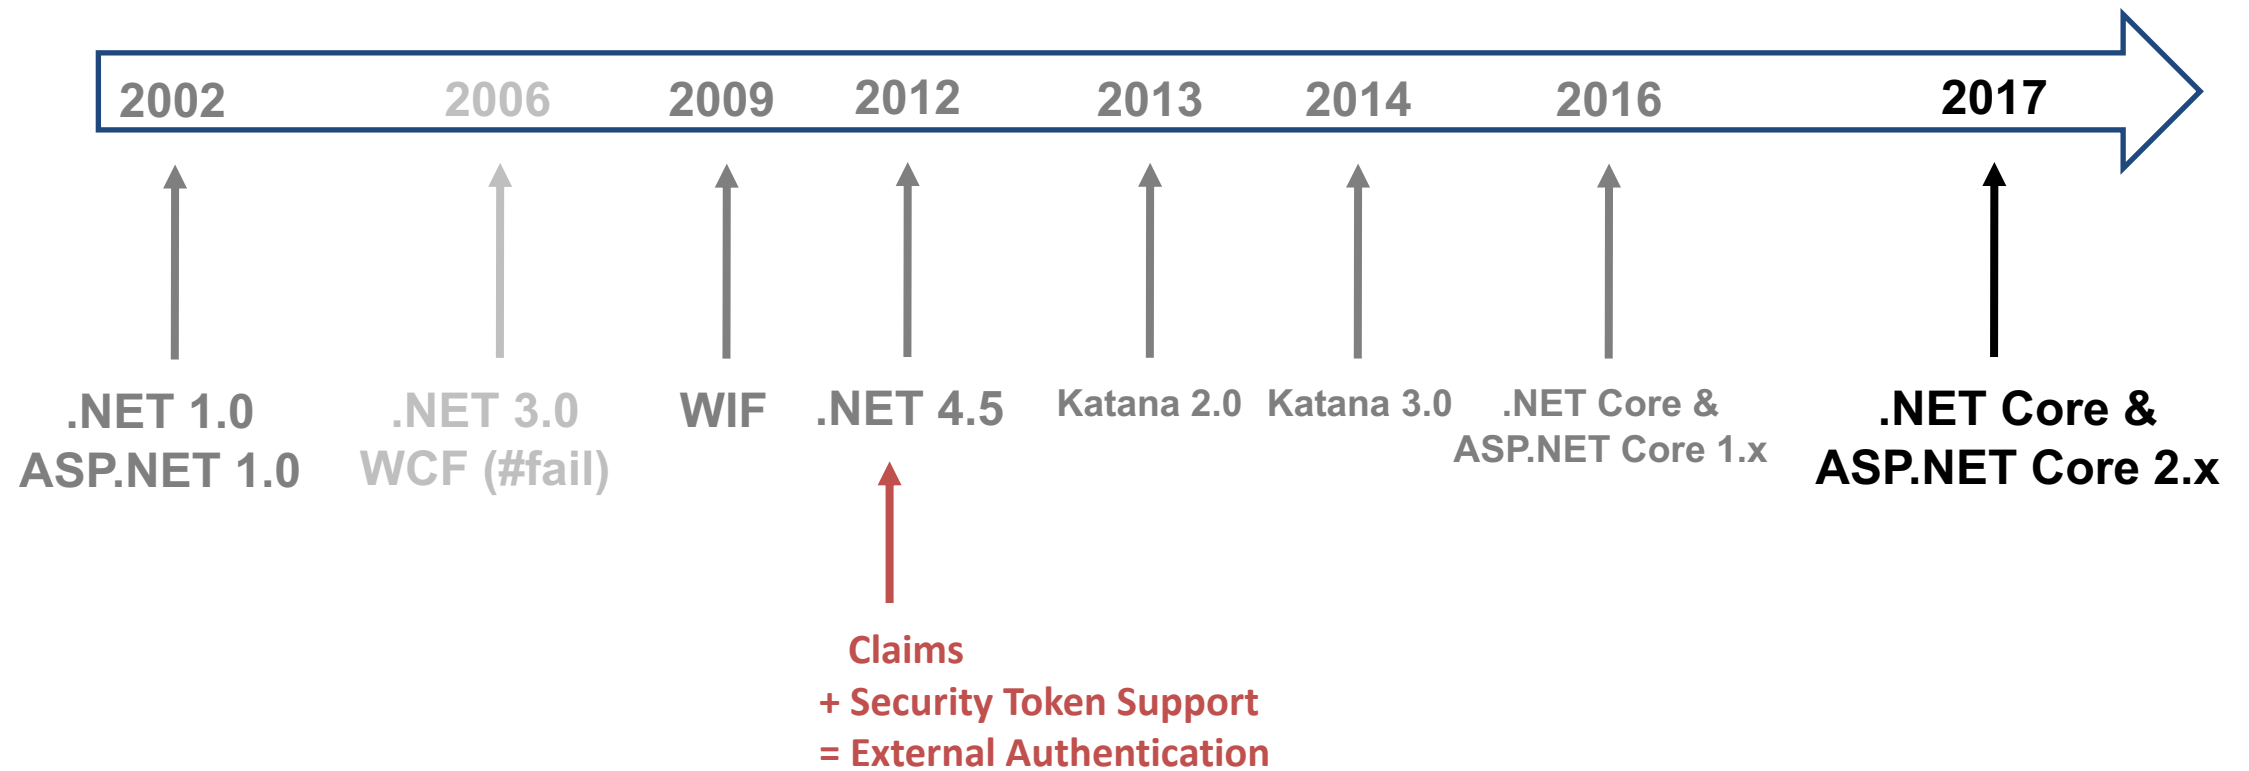 2002
2006
2009
2012
2013
2014
2016
2017
.NET 1.0
ASP.NET 1.0
.NET 3.0
WCF (#fail)
WIF
.NET 4.5
Katana 2.0
Katana 3.0
.NET Core &
ASP.NET Core 1.x
.NET Core &
ASP.NET Core 2.x
Claims
+ Security Token Support
= External Authentication